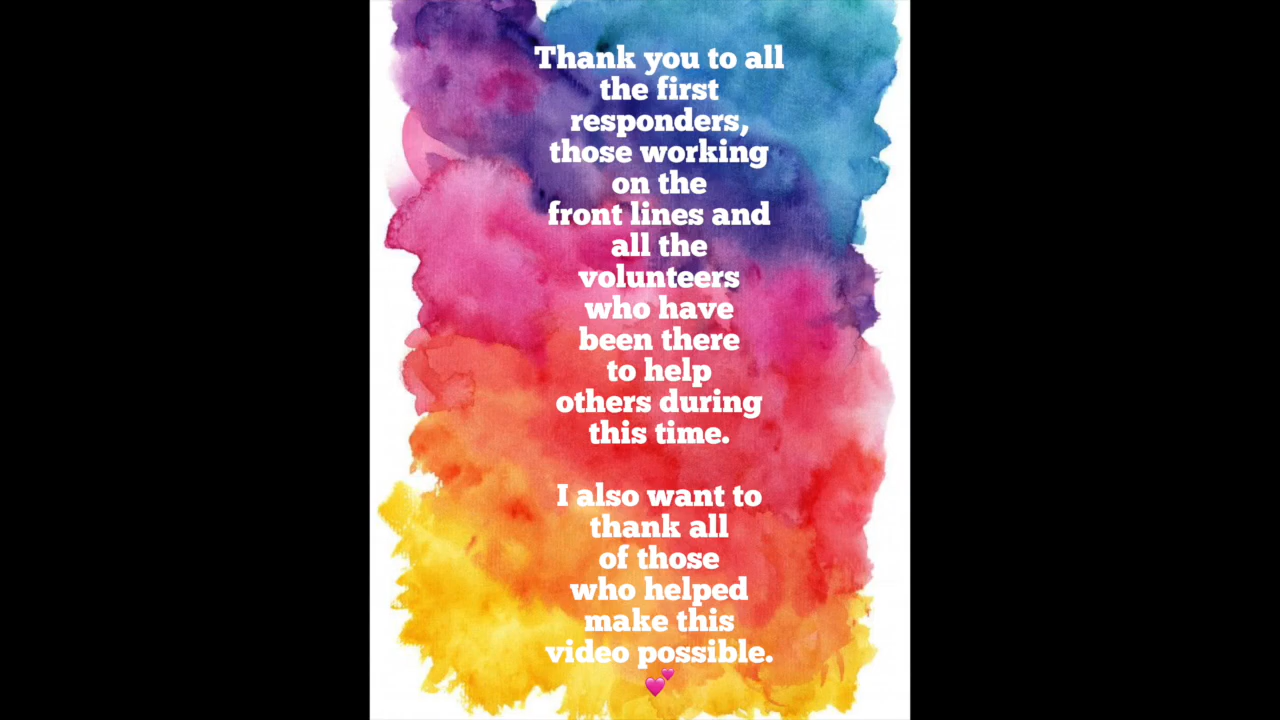 Thank you to all
the first
responders,
those working
on the
front lines and
all the
volunteers
who have
been there
to help
others during
this time.
I also want to
thank all
of those
who helped
make this
video possible.
💕